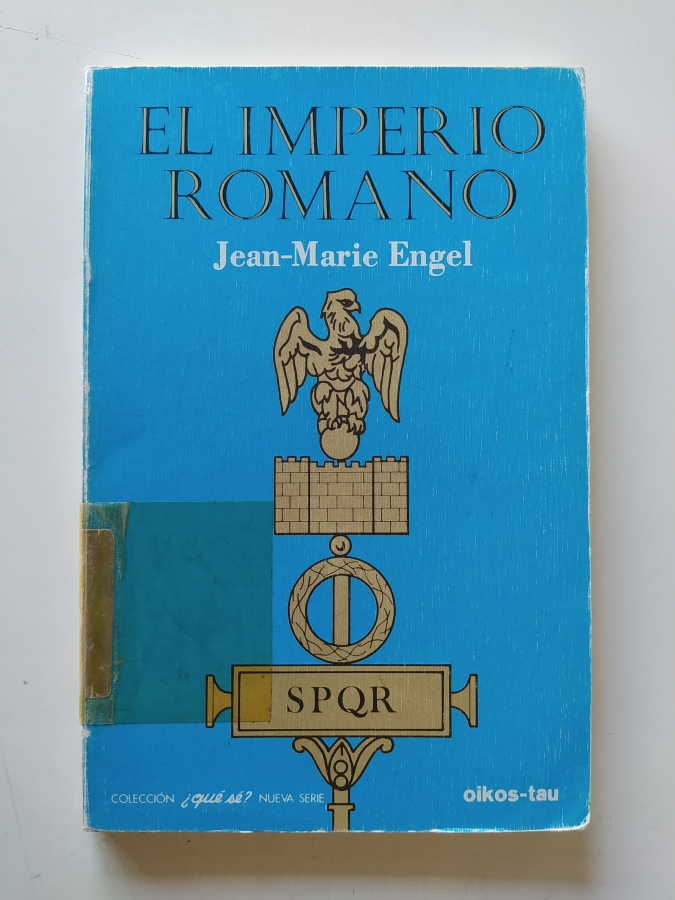 EL IMPERIO
ROMANO
Jean-Marie Engel
SPQR
COLECCIÓN ¿qué sé? NUEVA SERIE
oikos-tau